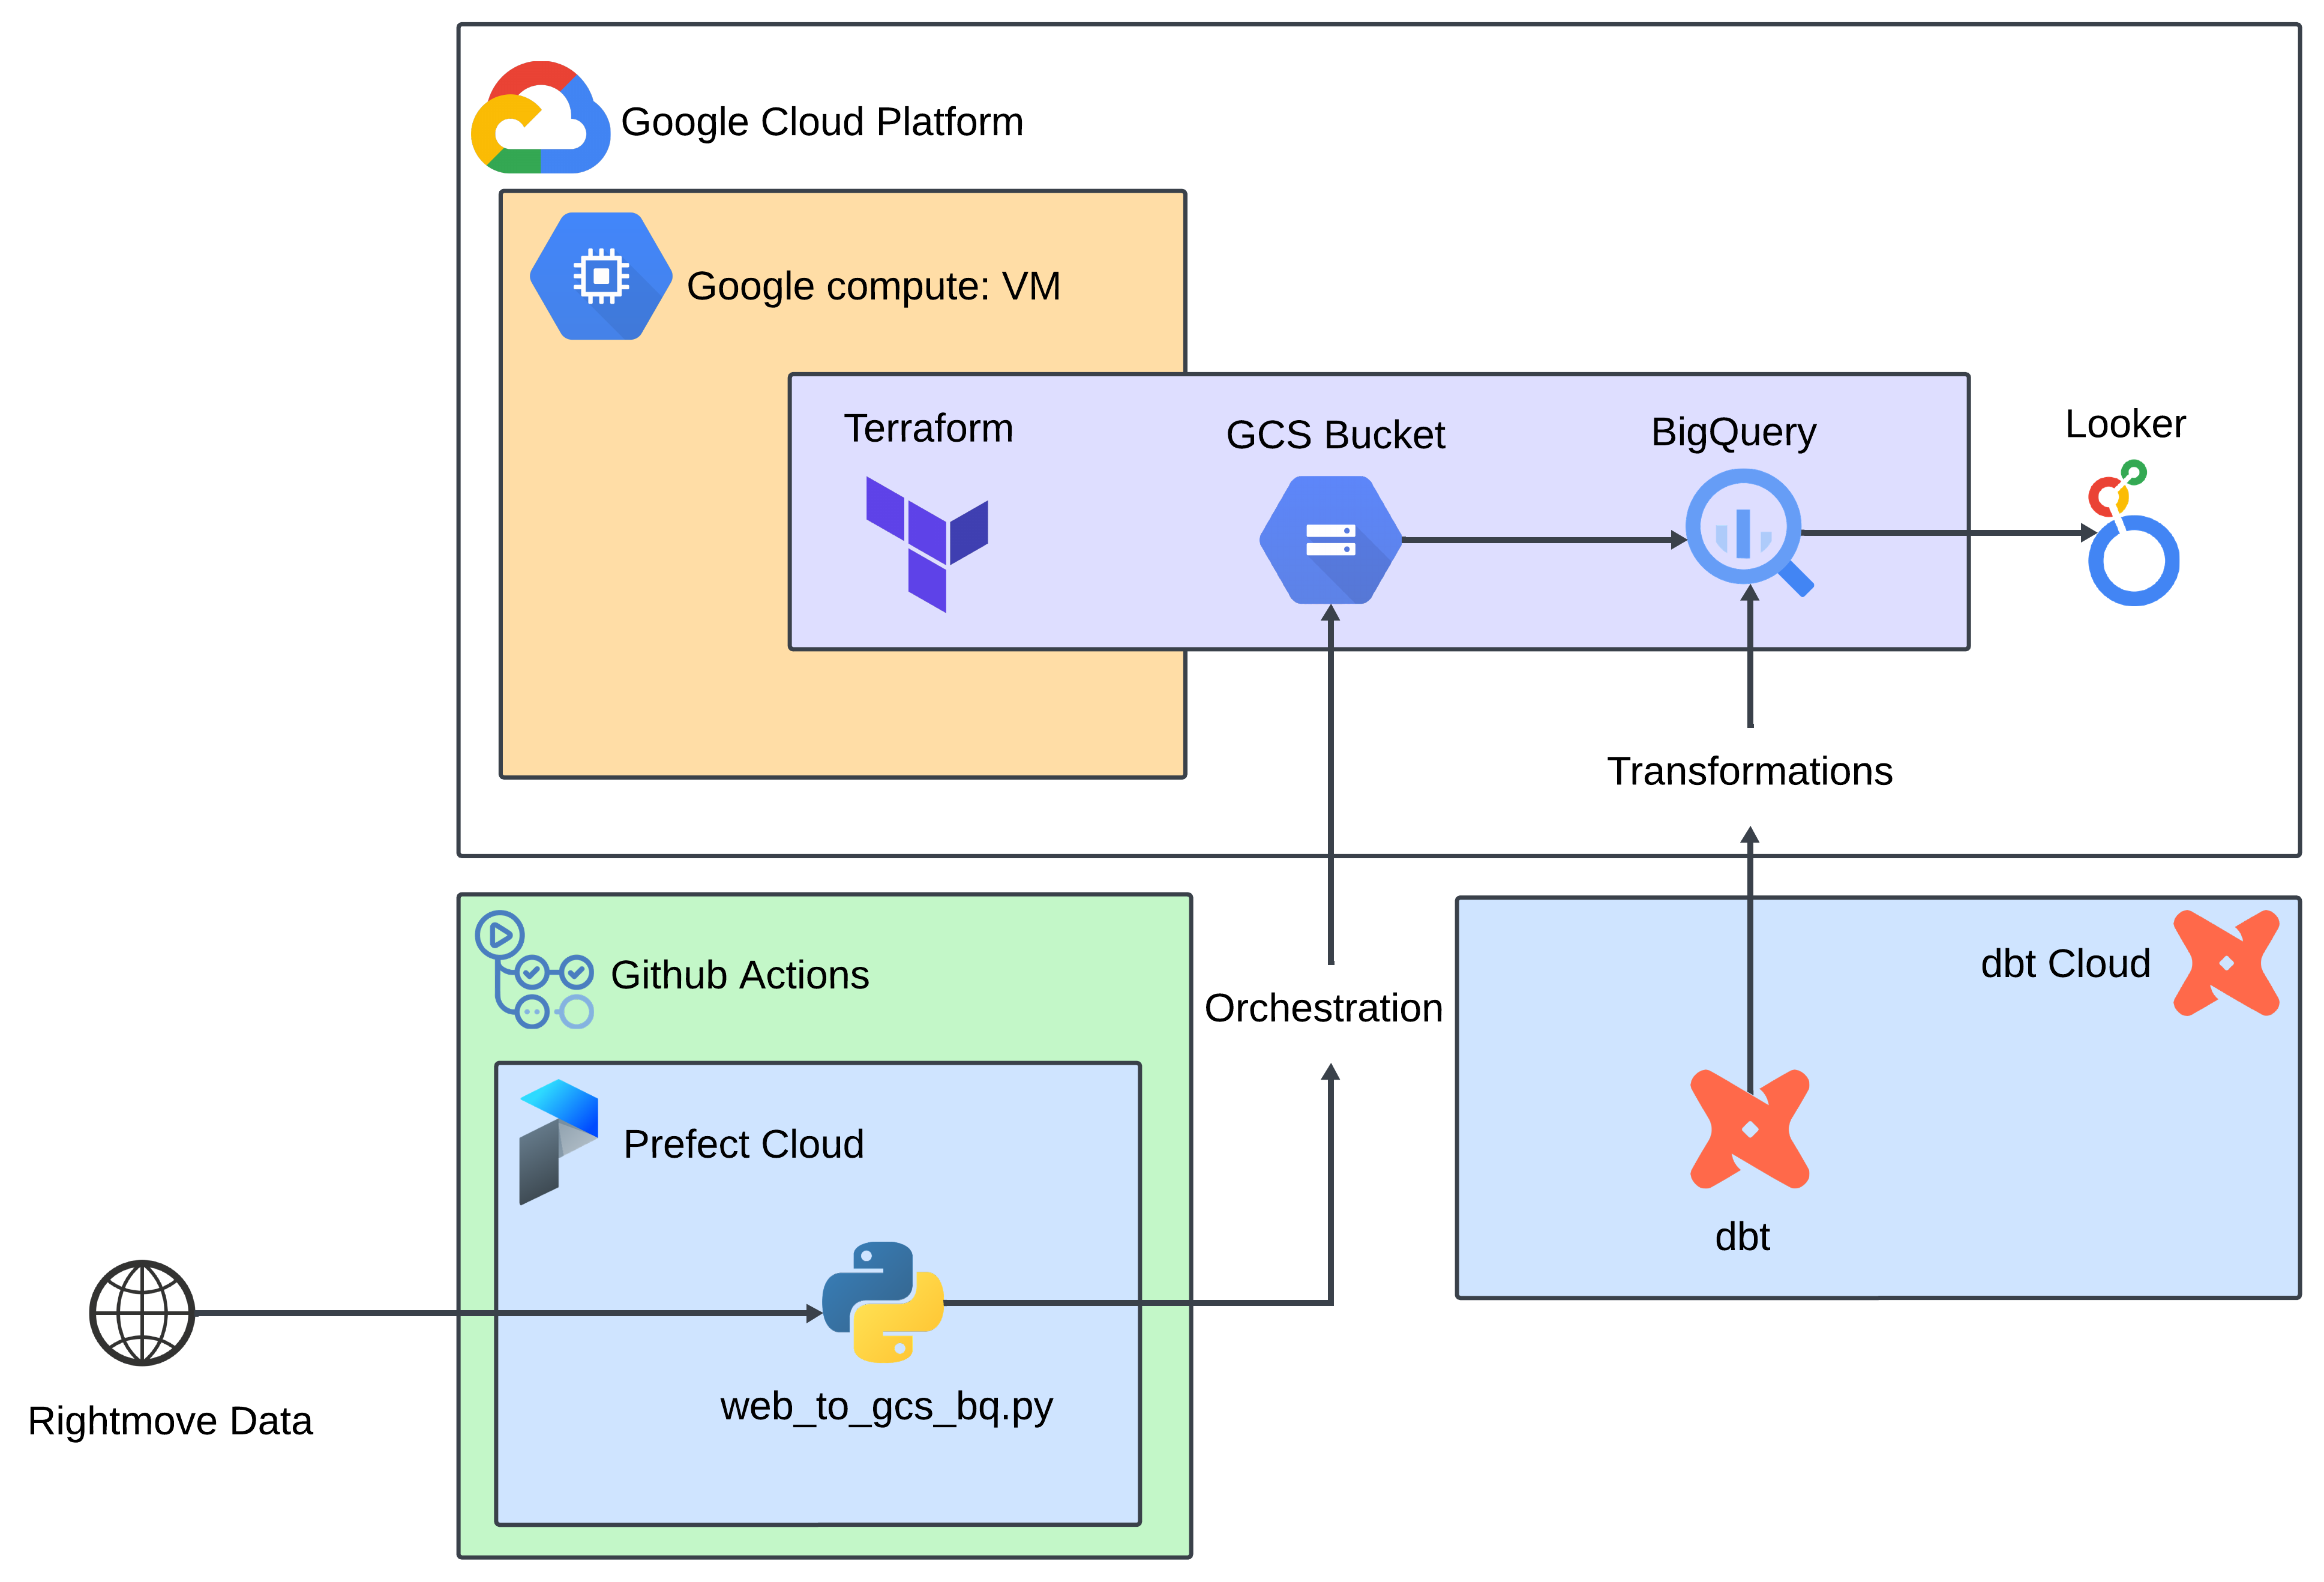 Google Cloud Platform
Google compute: VM
Terraform
GCS Bucket
BigQuery
Looker
Transformations
Github Actions
Orchestration
dbt Cloud
Prefect Cloud
dbt
web_to_gcs_bq.py
Rightmove Data